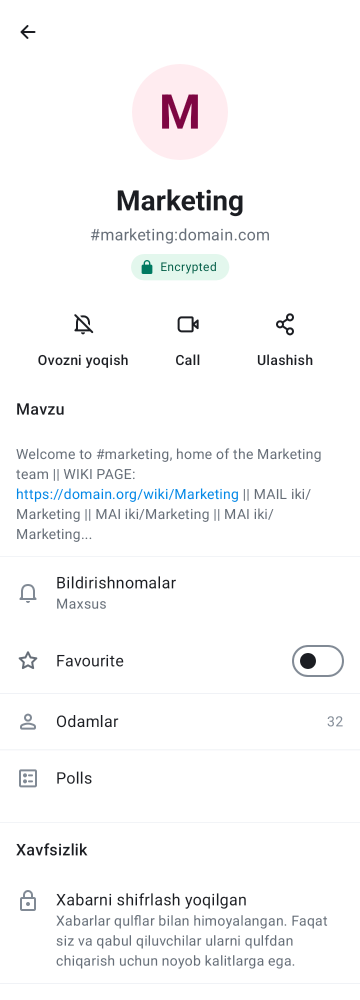 M
Marketing
#marketing:domain.com
Encrypted
Ovozni yoqish
Call
Ulashish
Mavzu
Welcome to #marketing, home of the Marketing
team || WIKI PAGE:
https://domain.org/wiki/Marketing || MAIL iki/
Marketing || MAI iki/Marketing || MAI iki/
Marketing...
Bildirishnomalar
Maxsus
Favourite
Odamlar 32
Polls
Xavfsizlik
Xabarni shifrlash yoqilgan
Xabarlar qulflar bilan himoyalangan. Faqat
siz va qabul qiluvchilar ularni qulfdan
chiqarish uchun noyob kalitlarga ega.